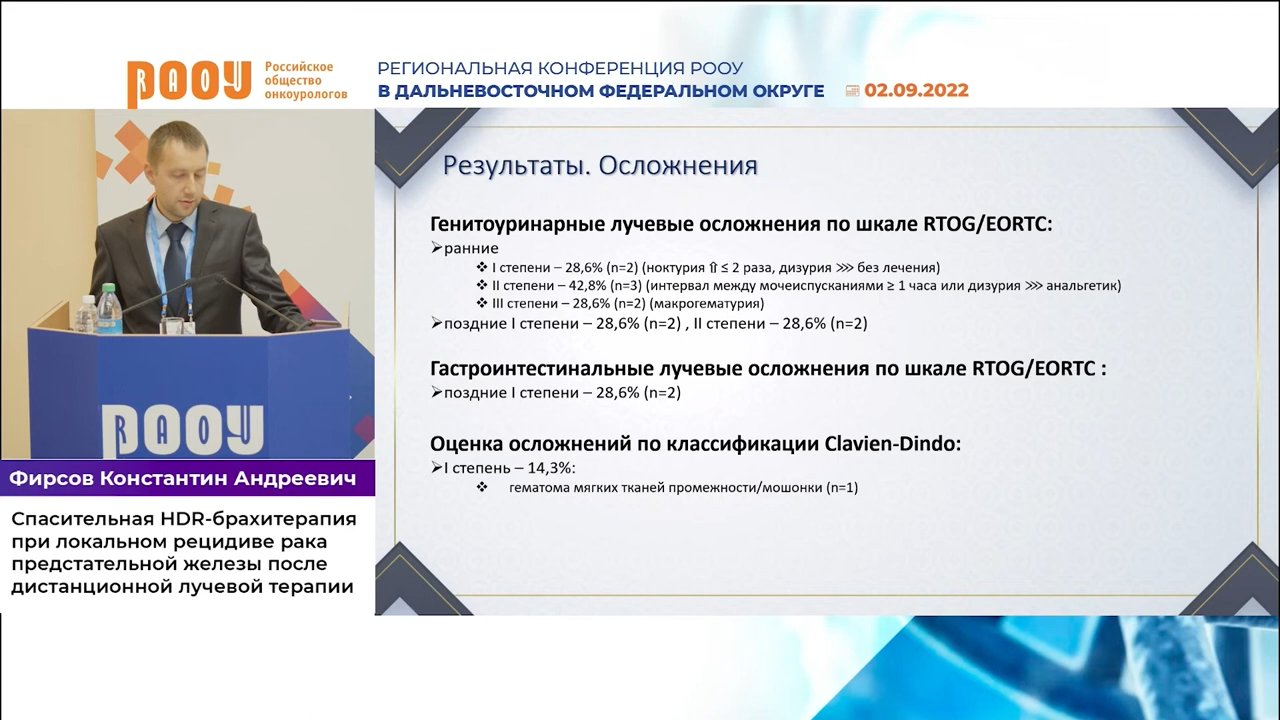 РООУ
RAOU
Российское
общество
онкоурологов
РЕГИОНАЛЬНАЯ КОНФЕРЕНЦИЯ РООУ
В ДАЛЬНЕВОСТОЧНОМ ФЕДЕРАЛЬНОМ ОКРУГЕ
02.09.2022
РООУ
RAOU
Фирсов Константин Андреевич
Спасительная HDR-брахитерапия
при локальном рецидиве рака
предстательной железы после
дистанционной лучевой терапии
Результаты. Осложнения
Генитоуринарные лучевые осложнения по шкале RTOG/EORTC:
➢ранние
❖ I степени – 28,6% (n=2) (ноктурия ⇧ ≤ 2 раза, дизурия ⋙ без лечения)
❖ II степени – 42,8% (n=3) (интервал между мочеиспусканиями ≥ 1 часа или дизурия ⋙ анальгетик)
❖ III степени – 28,6% (n=2) (макрогематурия)
➢поздние I степени – 28,6% (n=2) , II степени – 28,6% (n=2)
Гастроинтестинальные лучевые осложнения по шкале RTOG/EORTC :
➢поздние I степени – 28,6% (n=2)
Оценка осложнений по классификации Clavien-Dindo:
➢I степень – 14,3%:
❖ гематома мягких тканей промежности/мошонки (n=1)